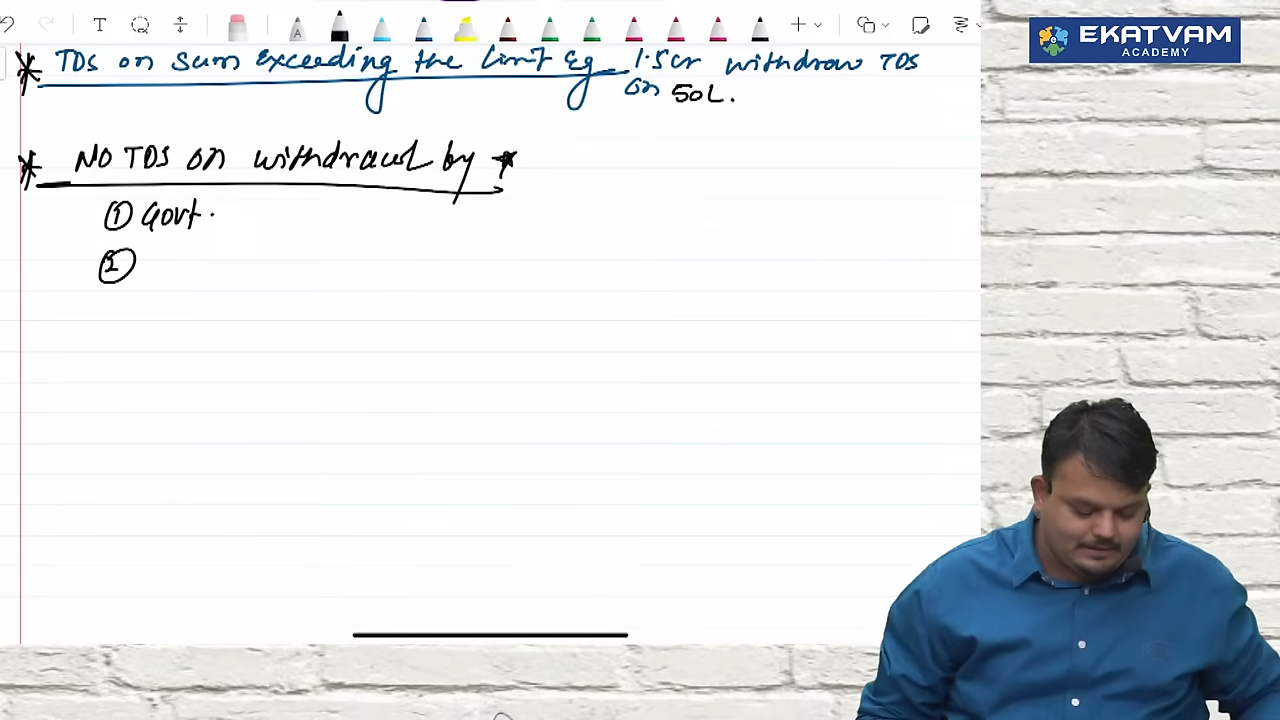 EKATVAM
ACADEMY
* TDS on Sum Exceeding the limit Eg 1.5cr withdraw TDS
on 50L.
* NO TDS on withdrawl by *
① Govt.
②